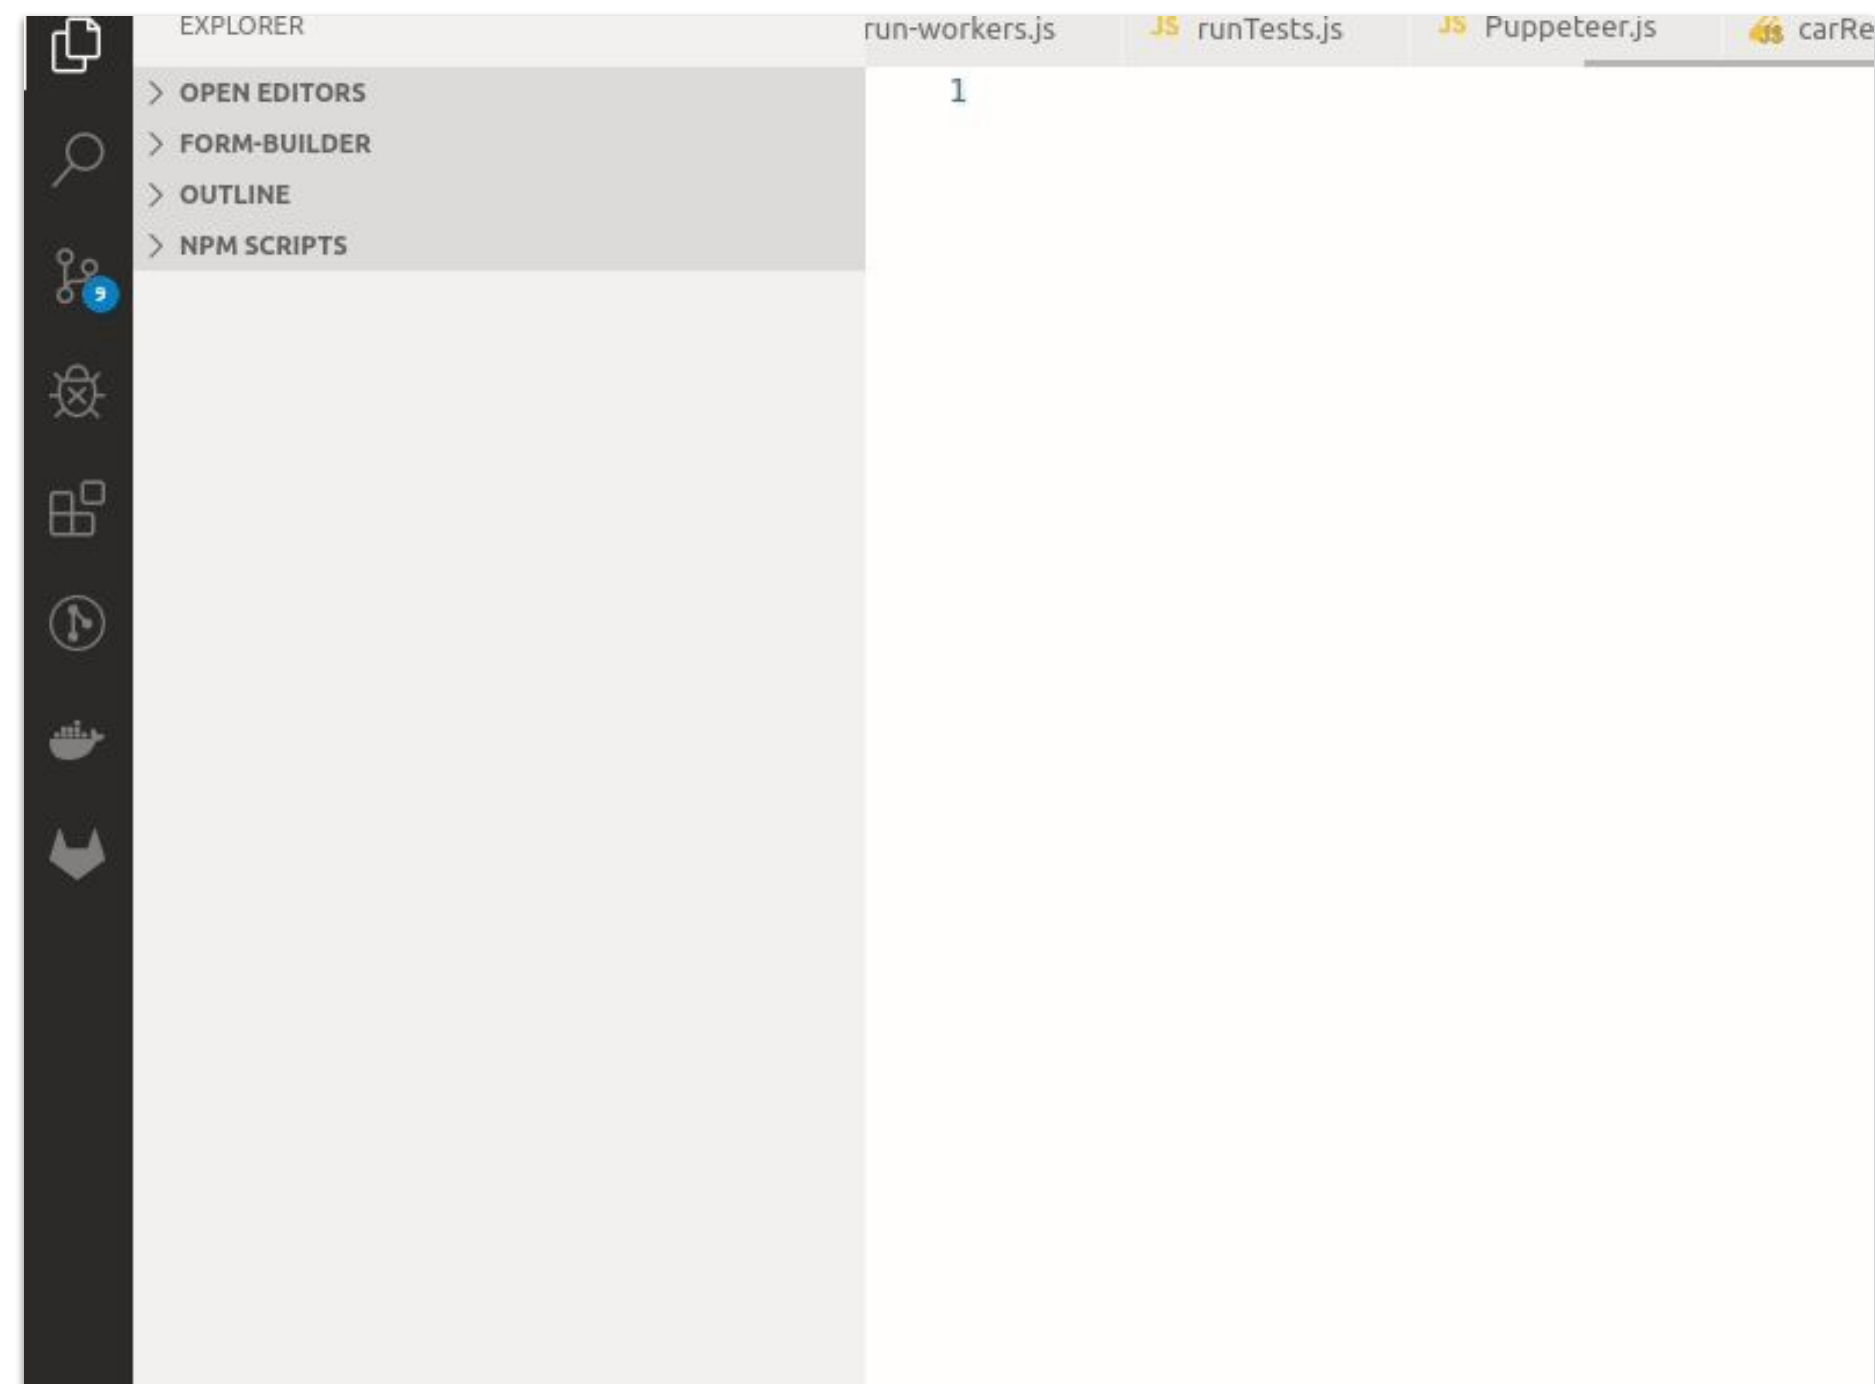 EXPLORER
run-workers.js JS runTests.js JS Puppeteer.js JS carRe
OPEN EDITORS
1
FORM-BUILDER
OUTLINE
NPM SCRIPTS
9